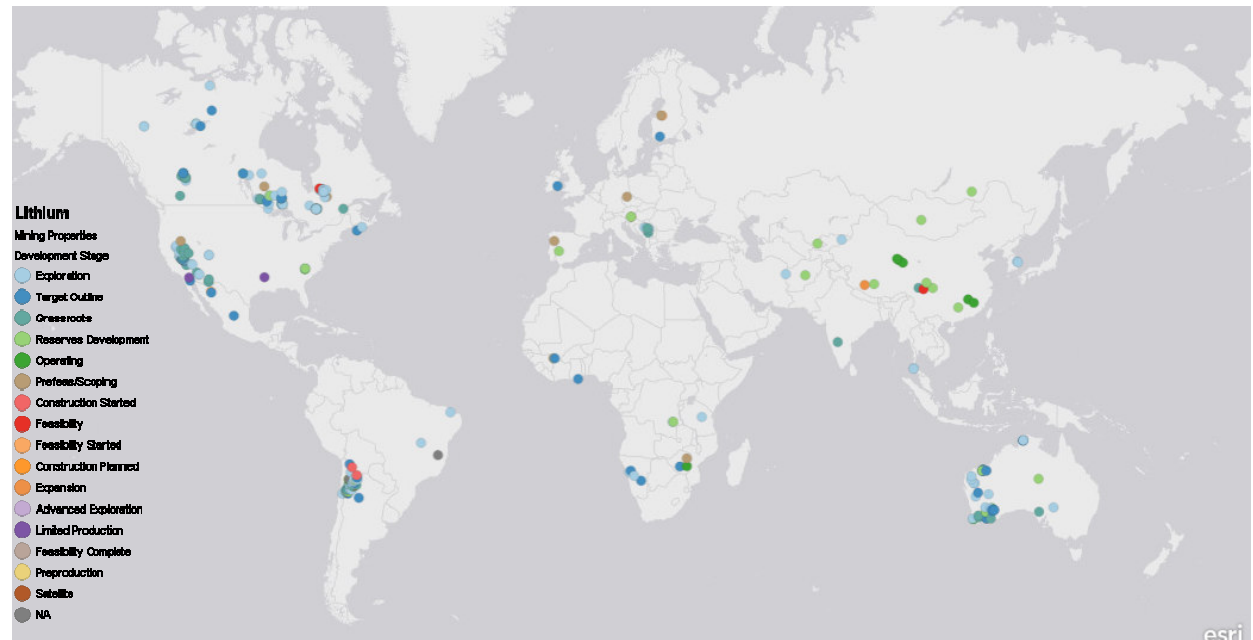 Lithium
Mining Properties
Development Stage
Exploration
Target Outline
Grassroots
Reserves Development
Operating
Prefeas/Scoping
Construction Started
Feasibility
Feasibility Started
Construction Planned
Expansion
Advanced Exploration
Limited Production
Feasibility Complete
Preproduction
Satellite
NA
esri